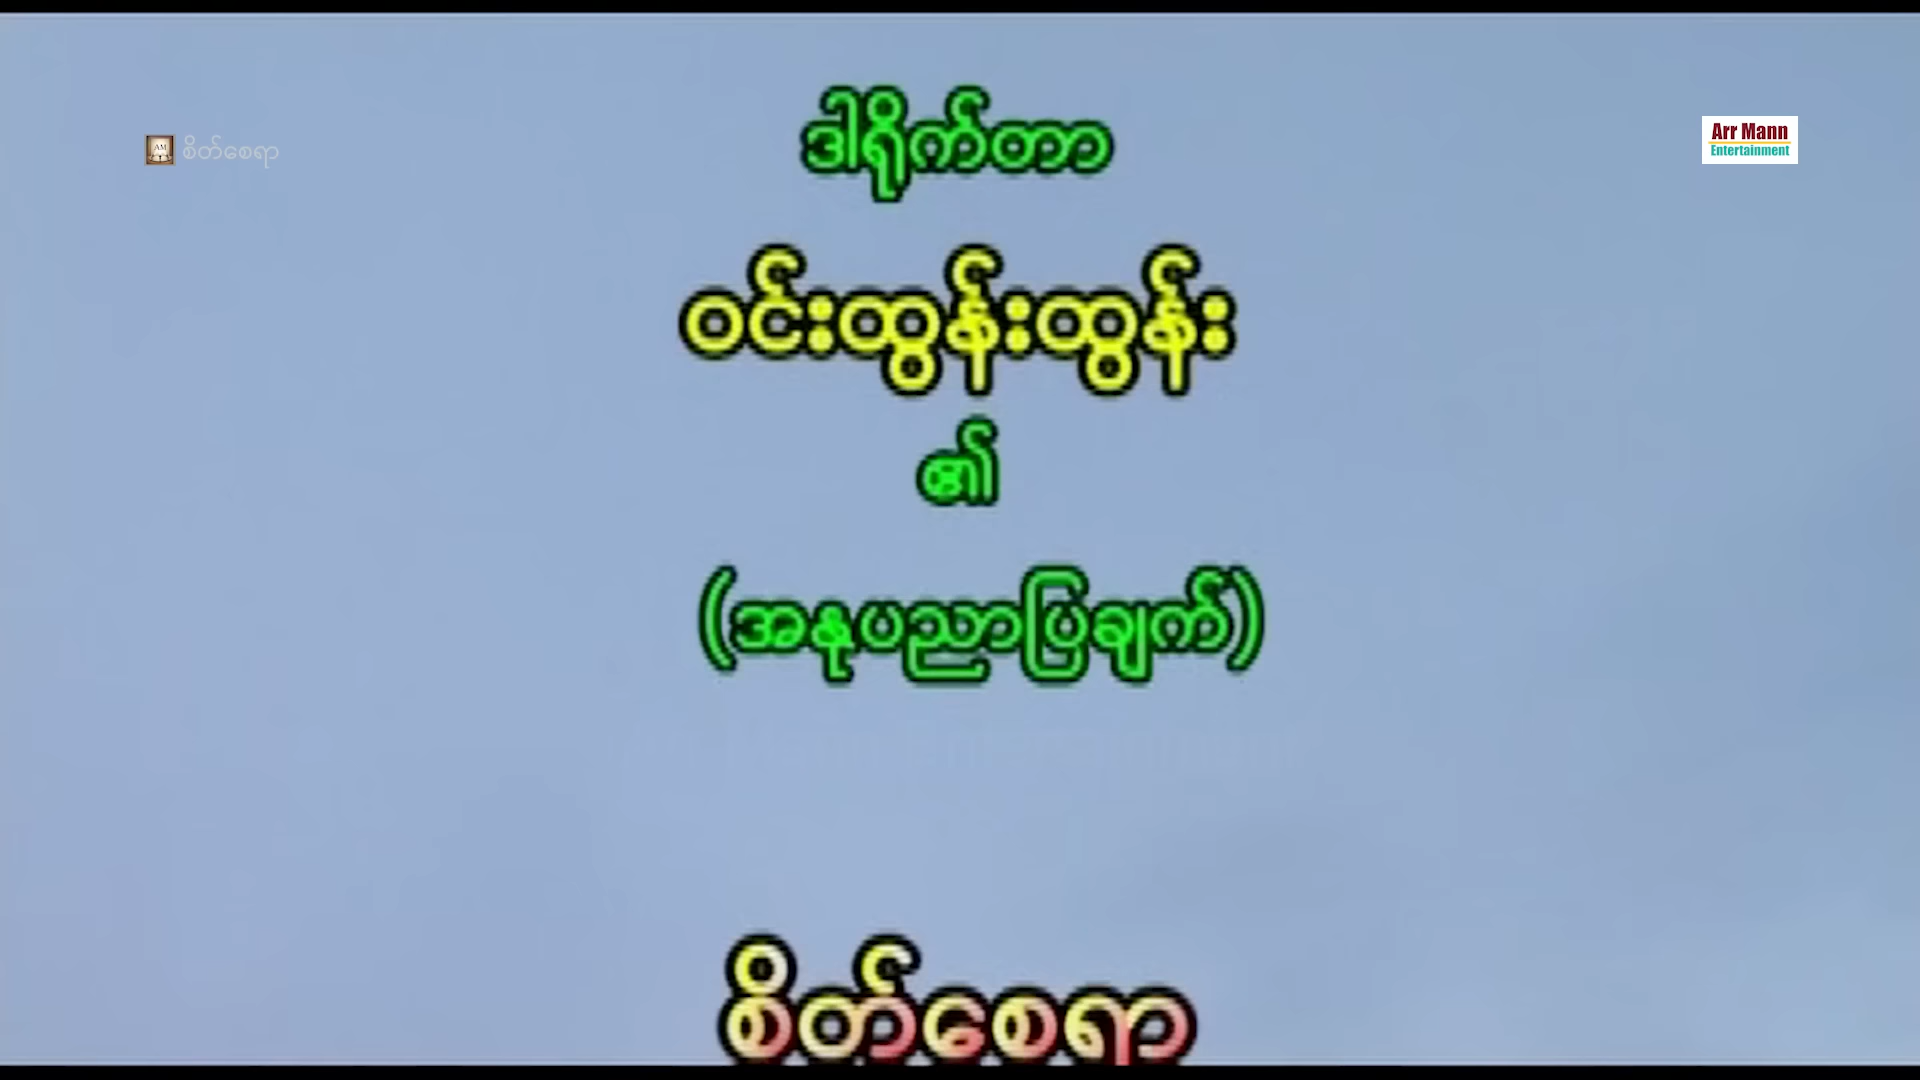 ဒါရိုက်တာ
စိတ်စေရာ
AM
Arr Mann
Entertainment
ဝင်းထွန်းထွန်း
၏
(အနုပညာပြချက်)
စိတ်စေရာ